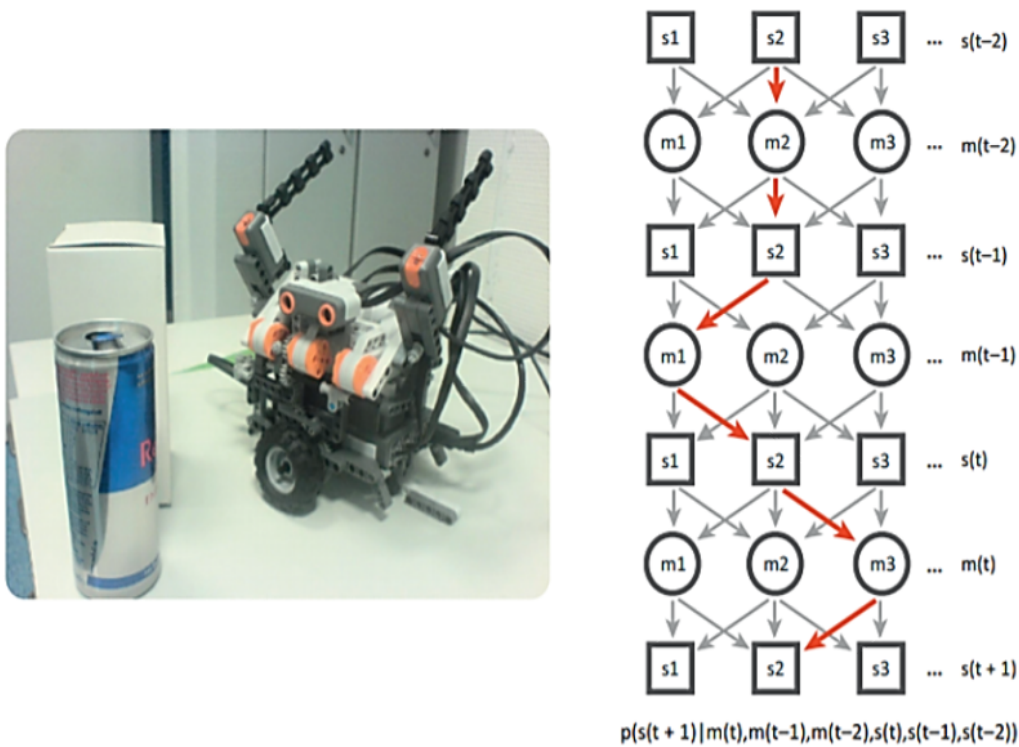 s1 s2 s3 ... s(t−2)
m1 m2 m3 ... m(t−2)
s1 s2 s3 ... s(t−1)
m1 m2 m3 ... m(t−1)
s1 s2 s3 ... s(t)
m1 m2 m3 ... m(t)
s1 s2 s3 ... s(t + 1)
p(s(t + 1)|m(t),m(t−1),m(t−2),s(t),s(t−1),s(t−2))